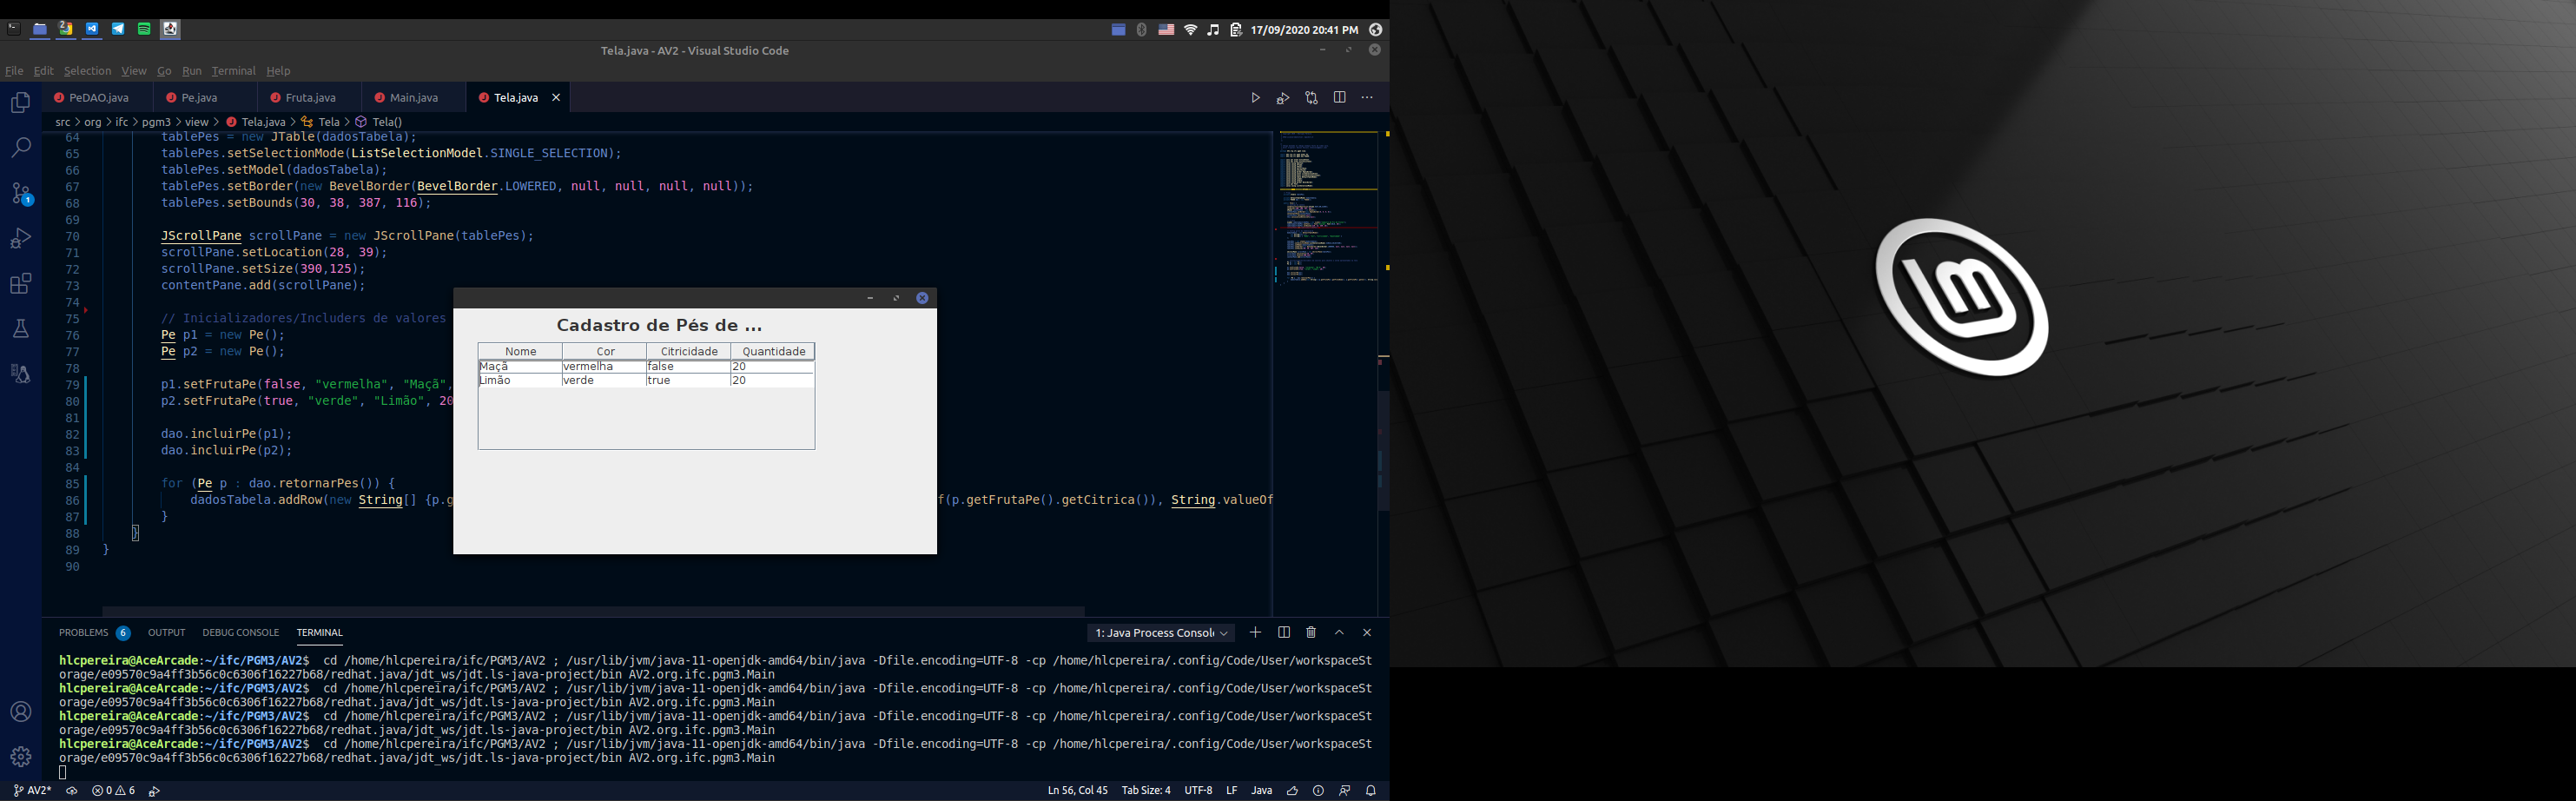 2
17/09/2020 20:41 PM
Tela.java - AV2 - Visual Studio Code
File Edit Selection View Go Run Terminal Help
PeDAO.java Pe.java Fruta.java Main.java Tela.java
src > org > ifc > pgm3 > view > Tela.java > Tela > Tela()
64 tablePes = new JTable(dadosTabela);
65 tablePes.setSelectionMode(ListSelectionModel.SINGLE_SELECTION);
66 tablePes.setModel(dadosTabela);
67 tablePes.setBorder(new BevelBorder(BevelBorder.LOWERED, null, null, null, null));
68 tablePes.setBounds(30, 38, 387, 116);
69
70 JScrollPane scrollPane = new JScrollPane(tablePes);
71 scrollPane.setLocation(28, 39);
72 scrollPane.setSize(390,125);
73 contentPane.add(scrollPane);
74
75 // Inicializadores/Includers de valores
76 Pe p1 = new Pe();
77 Pe p2 = new Pe();
78
79 p1.setFrutaPe(false, "vermelha", "Maçã",
80 p2.setFrutaPe(true, "verde", "Limão", 20
81
82 dao.incluirPe(p1);
83 dao.incluirPe(p2);
84
85 for (Pe p : dao.retornarPes()) {
86 dadosTabela.addRow(new String[] {p.g f(p.getFrutaPe().getCitrica()), String.valueOf
87 }
88 }
89 }
90
Cadastro de Pés de ...
Nome Cor Citricidade Quantidade
Maçã vermelha false 20
Limão verde true 20
PROBLEMS 6 OUTPUT DEBUG CONSOLE TERMINAL 1: Java Process Consol
hlcpereira@AceArcade:~/ifc/PGM3/AV2$ cd /home/hlcpereira/ifc/PGM3/AV2 ; /usr/lib/jvm/java-11-openjdk-amd64/bin/java -Dfile.encoding=UTF-8 -cp /home/hlcpereira/.config/Code/User/workspaceSt
orage/e09570c9a4ff3b56c0c6306f16227b68/redhat.java/jdt_ws/jdt.ls-java-project/bin AV2.org.ifc.pgm3.Main
hlcpereira@AceArcade:~/ifc/PGM3/AV2$ cd /home/hlcpereira/ifc/PGM3/AV2 ; /usr/lib/jvm/java-11-openjdk-amd64/bin/java -Dfile.encoding=UTF-8 -cp /home/hlcpereira/.config/Code/User/workspaceSt
orage/e09570c9a4ff3b56c0c6306f16227b68/redhat.java/jdt_ws/jdt.ls-java-project/bin AV2.org.ifc.pgm3.Main
hlcpereira@AceArcade:~/ifc/PGM3/AV2$ cd /home/hlcpereira/ifc/PGM3/AV2 ; /usr/lib/jvm/java-11-openjdk-amd64/bin/java -Dfile.encoding=UTF-8 -cp /home/hlcpereira/.config/Code/User/workspaceSt
orage/e09570c9a4ff3b56c0c6306f16227b68/redhat.java/jdt_ws/jdt.ls-java-project/bin AV2.org.ifc.pgm3.Main
hlcpereira@AceArcade:~/ifc/PGM3/AV2$ cd /home/hlcpereira/ifc/PGM3/AV2 ; /usr/lib/jvm/java-11-openjdk-amd64/bin/java -Dfile.encoding=UTF-8 -cp /home/hlcpereira/.config/Code/User/workspaceSt
orage/e09570c9a4ff3b56c0c6306f16227b68/redhat.java/jdt_ws/jdt.ls-java-project/bin AV2.org.ifc.pgm3.Main
AV2* 0 6 Ln 56, Col 45 Tab Size: 4 UTF-8 LF Java